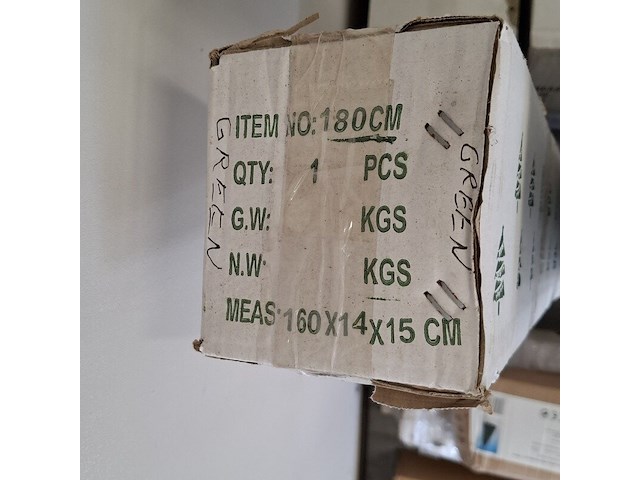 ITEM NO: 180CM
QTY: 1 PCS
G.W: KGS
N.W KGS
MEAS: 160X14X15 CM
GREEN
GREEN